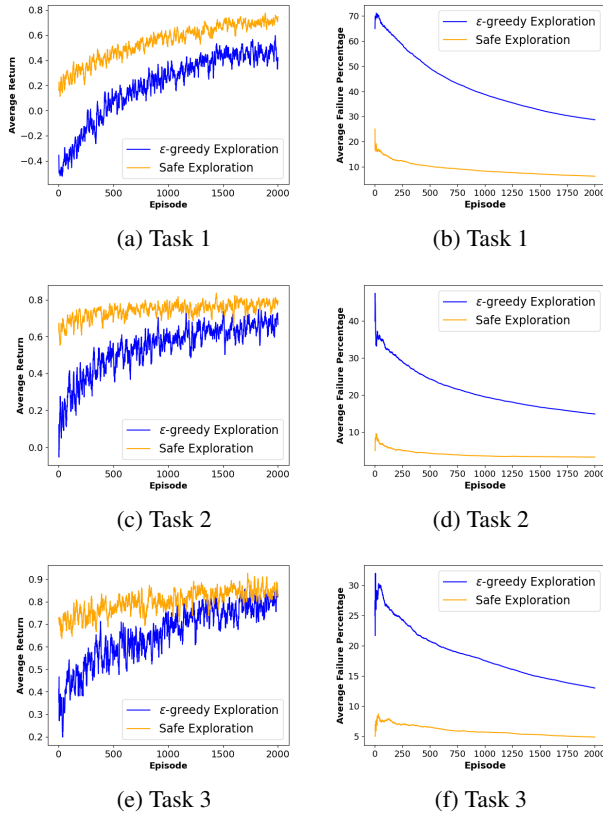 0.8
0.6
0.4
0.2
0.0
−0.2
−0.4
Average Return
ε-greedy Exploration
Safe Exploration
0 500 1000 1500 2000
Episode
(a) Task 1
70
60
50
40
30
20
10
Average Failure Percentage
ε-greedy Exploration
Safe Exploration
0 250 500 750 1000 1250 1500 1750 2000
Episode
(b) Task 1
0.8
0.6
0.4
0.2
0.0
Average Return
ε-greedy Exploration
Safe Exploration
0 500 1000 1500 2000
Episode
(c) Task 2
40
30
20
10
Average Failure Percentage
ε-greedy Exploration
Safe Exploration
0 250 500 750 1000 1250 1500 1750 2000
Episode
(d) Task 2
0.9
0.8
0.7
0.6
0.5
0.4
0.3
0.2
Average Return
ε-greedy Exploration
Safe Exploration
0 500 1000 1500 2000
Episode
(e) Task 3
30
25
20
15
10
5
Average Failure Percentage
ε-greedy Exploration
Safe Exploration
0 250 500 750 1000 1250 1500 1750 2000
Episode
(f) Task 3